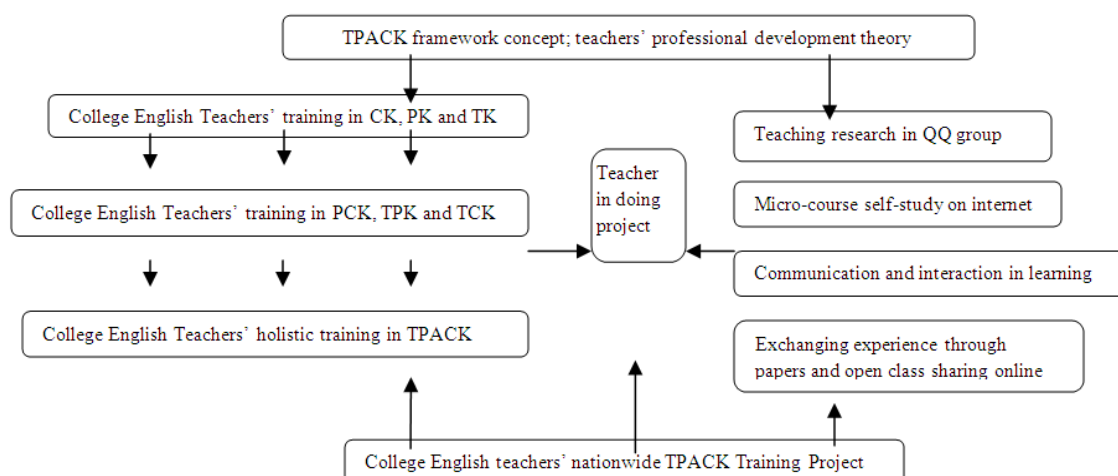 TPACK framework concept; teachers’ professional development theory
College English Teachers’ training in CK, PK and TK
Teaching research in QQ group
Teacher
in doing
project
Micro-course self-study on internet
College English Teachers’ training in PCK, TPK and TCK
Communication and interaction in learning
College English Teachers’ holistic training in TPACK
Exchanging experience through
papers and open class sharing online
College English teachers’ nationwide TPACK Training Project